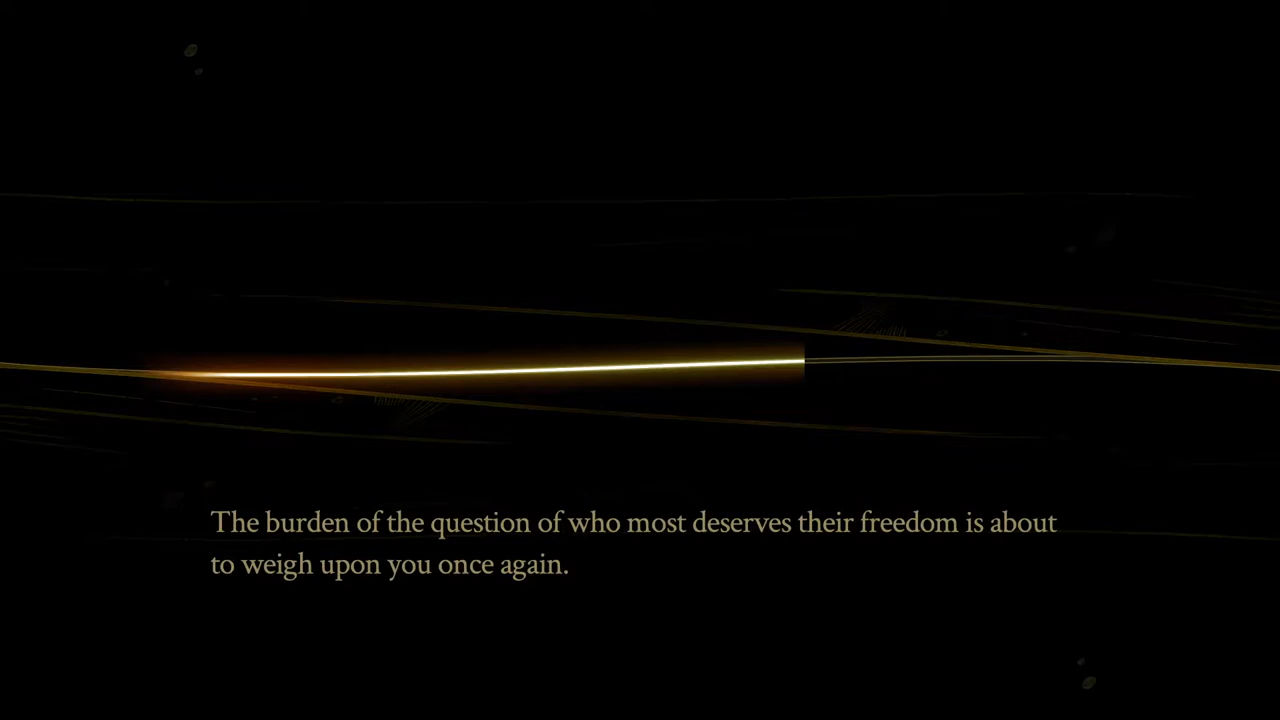 The burden of the question of who most deserves their freedom is about
to weigh upon you once again.